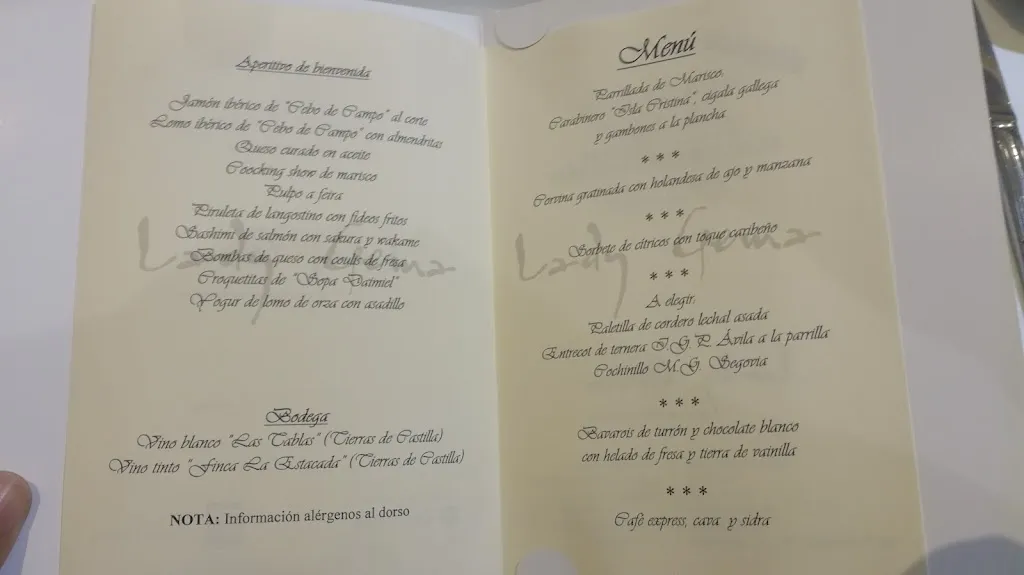 Aperitivo de bienvenida
Jamón ibérico de "Cebo de Campo" al corte
Lomo ibérico de "Cebo de Campo" con almendritas
Queso curado en aceite
Coocking show de marisco
Pulpo a feira
Piruleta de langostino con fideos fritos
Sashimi de salmón con sakura y wakame
Bombas de queso con coulis de fresa
Croquetitas de "Sopa Daimiel"
Yogur de lomo de orza con asadillo
Lady
Bodega
Vino blanco "Las Tablas" (Tierras de Castilla)
Vino tinto "Finca La Estacada" (Tierras de Castilla)
NOTA: Información alérgenos al dorso
Menú
Parrillada de Marisco:
Carabinero "Isla Cristina", cigala gallega
y gambones a la plancha
* * *
Corvina gratinada con holandesa de ajo y manzana
* * *
Sorbete de cítricos con toque caribeño
Lady
* * *
A elegir:
Paletilla de cordero lechal asada
Entrecot de ternera I.G.P. Ávila a la parrilla
Cochinillo M.G. Segovia
* * *
Bavarois de turrón y chocolate blanco
con helado de fresa y tierra de vainilla
* * *
Café express, cava y sidra